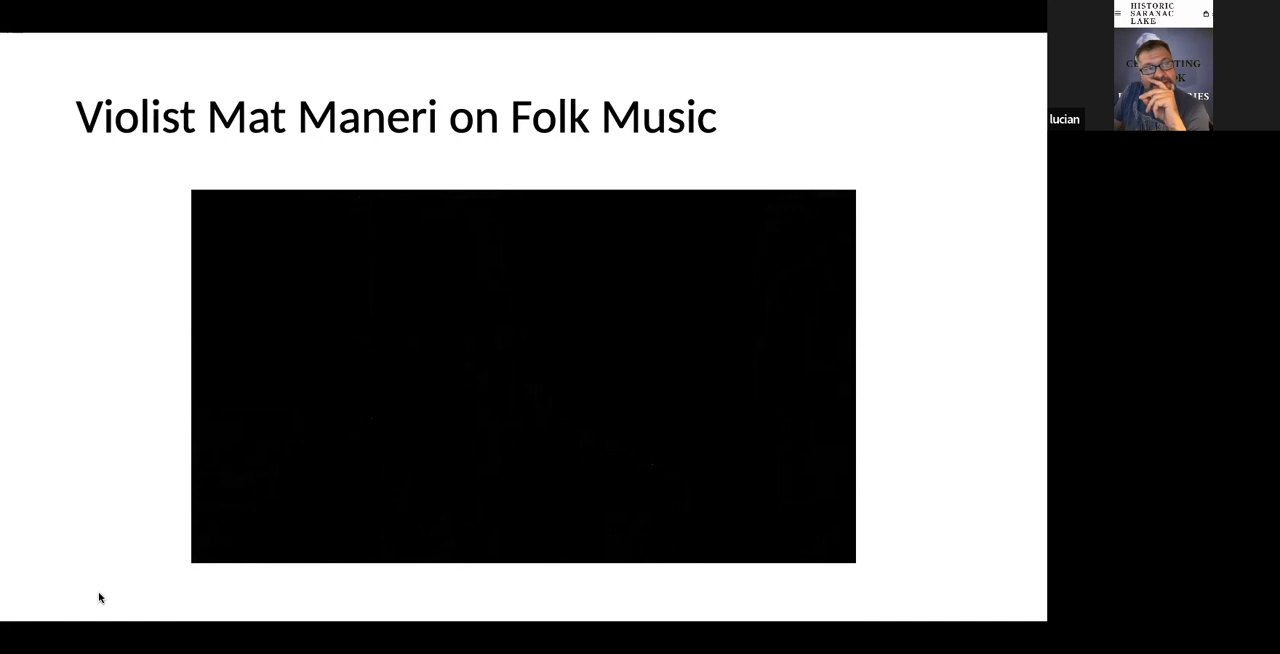 Violist Mat Maneri on Folk Music
HISTORIC
SARANAC
LAKE
lucian